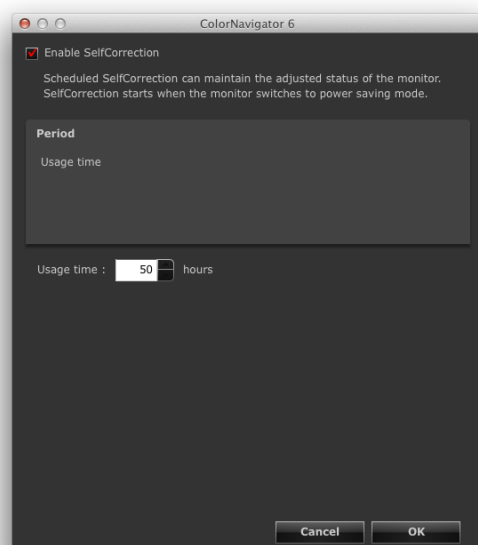 ColorNavigator 6
Enable SelfCorrection
Scheduled SelfCorrection can maintain the adjusted status of the monitor.
SelfCorrection starts when the monitor switches to power saving mode.
Period
Usage time
Usage time : 50 hours
Cancel OK